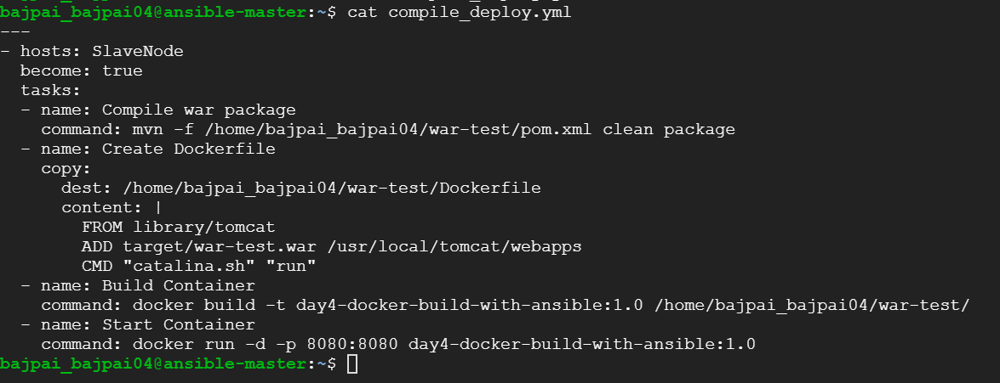 bajpai_bajpai04@ansible-master:~$ cat compile_deploy.yml
---
- hosts: SlaveNode
  become: true
  tasks:
  - name: Compile war package
    command: mvn -f /home/bajpai_bajpai04/war-test/pom.xml clean package
  - name: Create Dockerfile
    copy:
      dest: /home/bajpai_bajpai04/war-test/Dockerfile
      content: |
        FROM library/tomcat
        ADD target/war-test.war /usr/local/tomcat/webapps
        CMD "catalina.sh" "run"
  - name: Build Container
    command: docker build -t day4-docker-build-with-ansible:1.0 /home/bajpai_bajpai04/war-test/
  - name: Start Container
    command: docker run -d -p 8080:8080 day4-docker-build-with-ansible:1.0
bajpai_bajpai04@ansible-master:~$